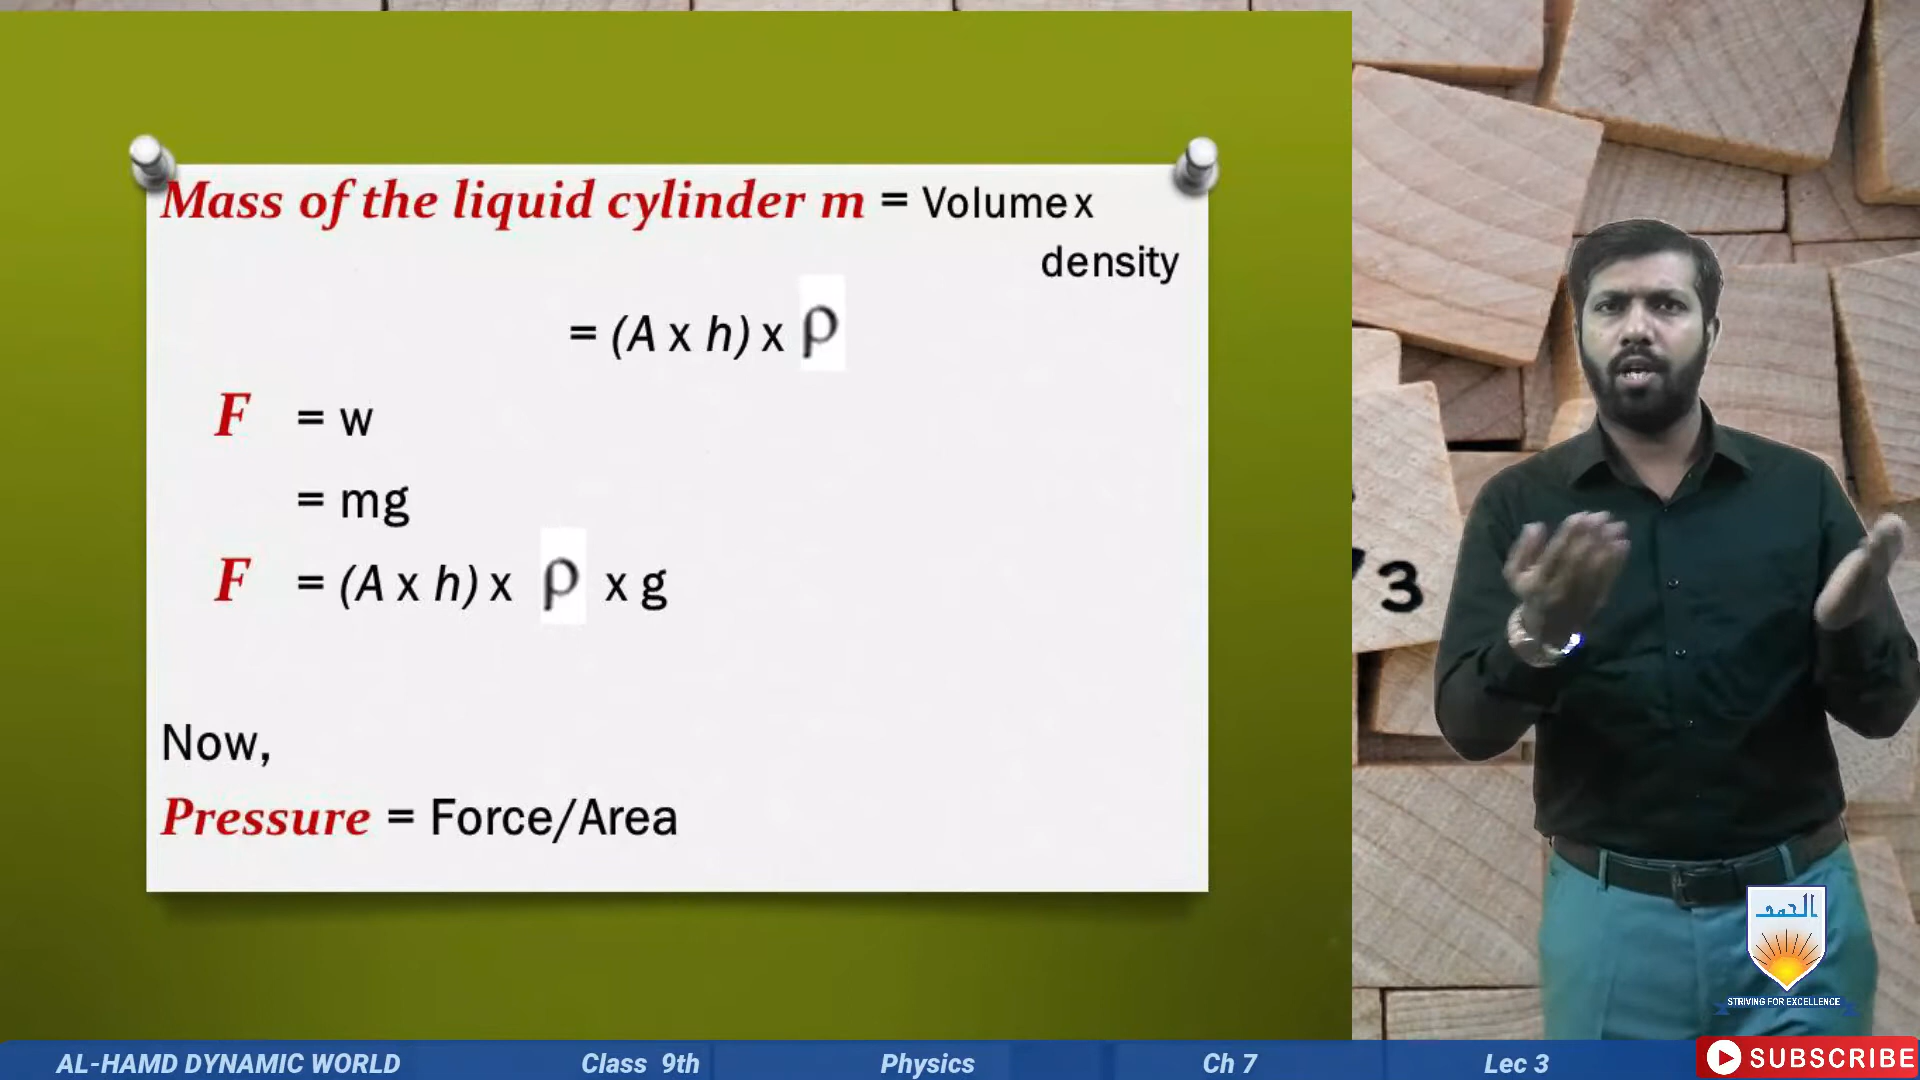 Mass of the liquid cylinder m = Volume x
density
= (A x h) x ρ
F = w
= mg
F = (A x h) x ρ x g
Now,
Pressure = Force/Area
3
الحمد
STRIVING FOR EXCELLENCE
AL-HAMD DYNAMIC WORLD Class 9th Physics Ch 7 Lec 3
SUBSCRIBE